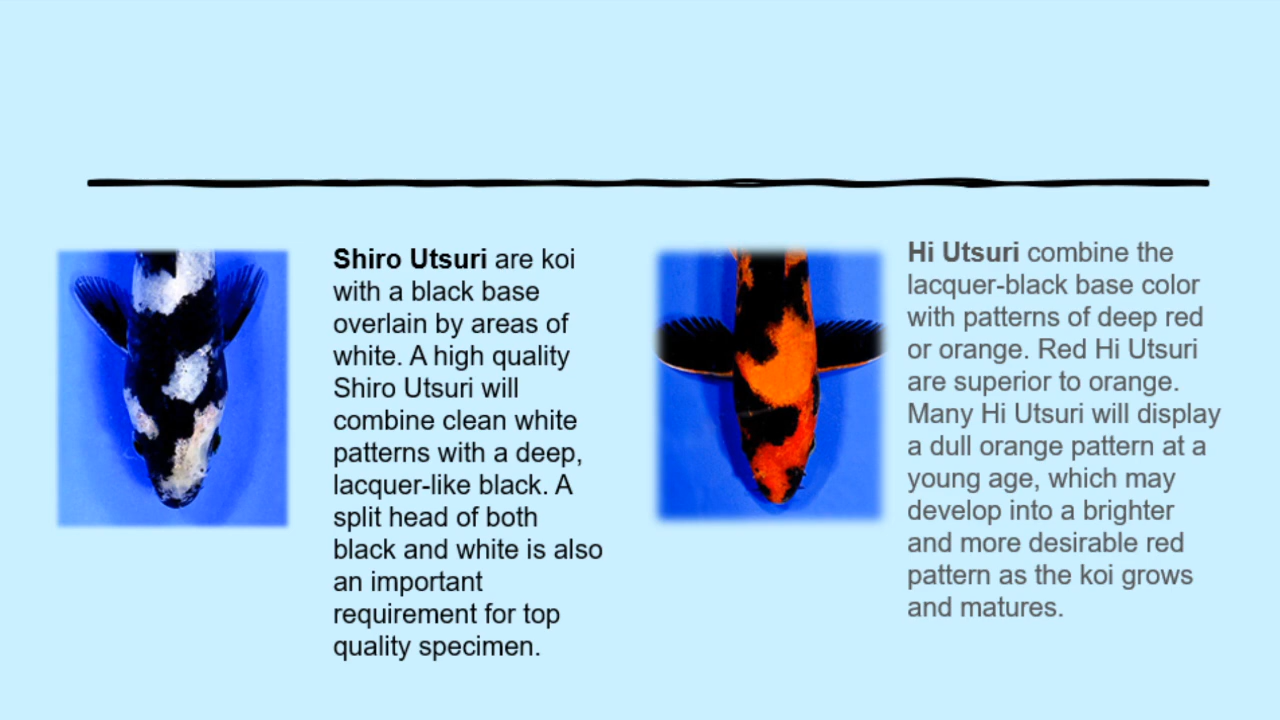 Shiro Utsuri are koi
with a black base
overlain by areas of
white. A high quality
Shiro Utsuri will
combine clean white
patterns with a deep,
lacquer-like black. A
split head of both
black and white is also
an important
requirement for top
quality specimen.
Hi Utsuri combine the
lacquer-black base color
with patterns of deep red
or orange. Red Hi Utsuri
are superior to orange.
Many Hi Utsuri will display
a dull orange pattern at a
young age, which may
develop into a brighter
and more desirable red
pattern as the koi grows
and matures.